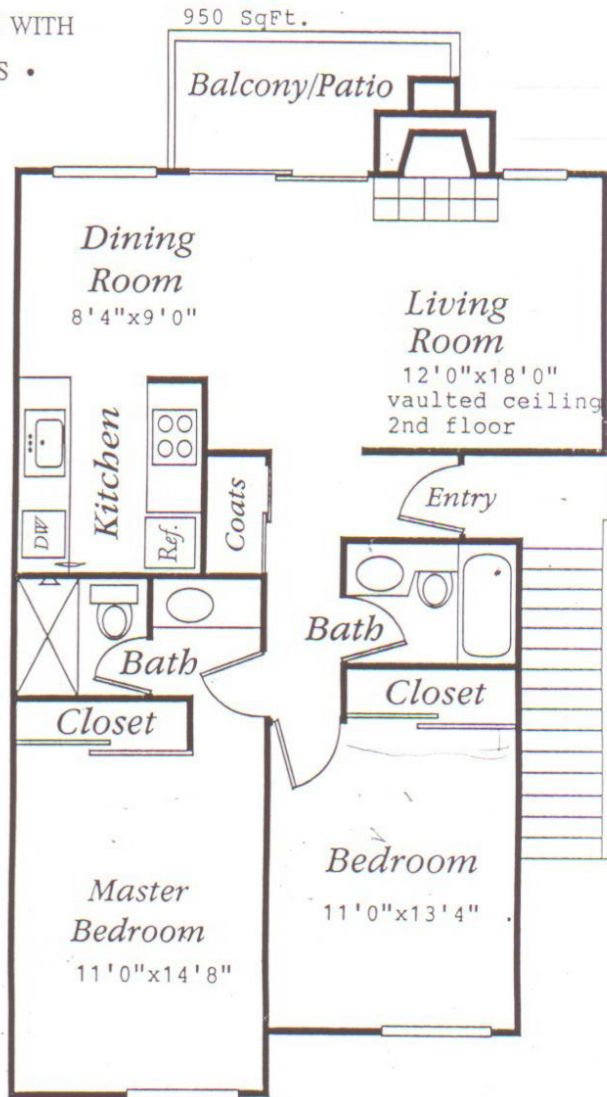 WITH
950 SqFt.
S •
Balcony/Patio
Dining
Room
8'4"x9'0"
Living
Room
12'0"x18'0"
vaulted ceiling
2nd floor
Kitchen
DW
Ref.
Coats
Entry
Bath
Bath
Closet
Closet
Master
Bedroom
11'0"x14'8"
Bedroom
11'0"x13'4"